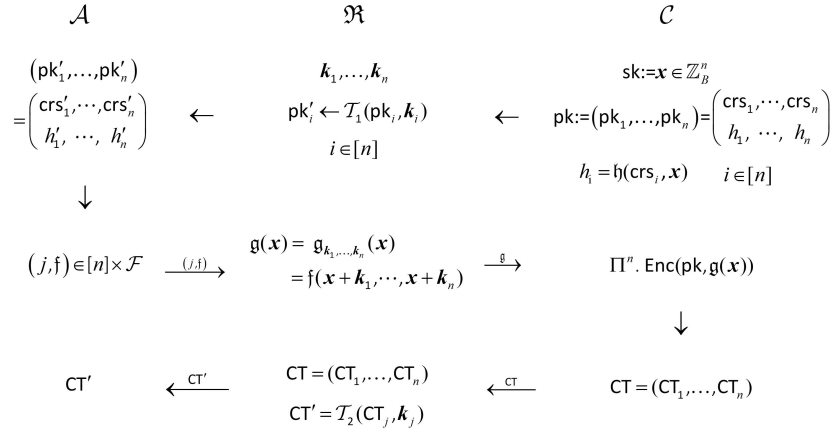 𝒜 ℜ 𝒞
(pk′₁,…,pk′ₙ) 𝒌₁,…,𝒌ₙ sk:=𝒙∈ℤⁿ_B
=(crs′₁,⋯,crs′ₙ ← pk′ᵢ ← 𝒯₁(pkᵢ,𝒌ᵢ) ← pk:=(pk₁,…,pkₙ)=(crs₁,⋯,crsₙ
h′₁, ⋯, h′ₙ) i∈[n] h₁, ⋯, hₙ)
hᵢ=𝔥(crsᵢ,𝒙) i∈[n]
↓
(j,𝔣)∈[n]×ℱ (j,𝔣) → 𝔤(𝒙)= 𝔤_{𝒌₁,…,𝒌ₙ}(𝒙) 𝔤 → Πⁿ. Enc(pk,𝔤(𝒙))
=𝔣(𝒙+𝒌₁,⋯,𝒙+𝒌ₙ)
↓
CT′ ← CT′ CT=(CT₁,…,CTₙ) ← CT CT=(CT₁,…,CTₙ)
CT′=𝒯₂(CTⱼ,𝒌ⱼ)